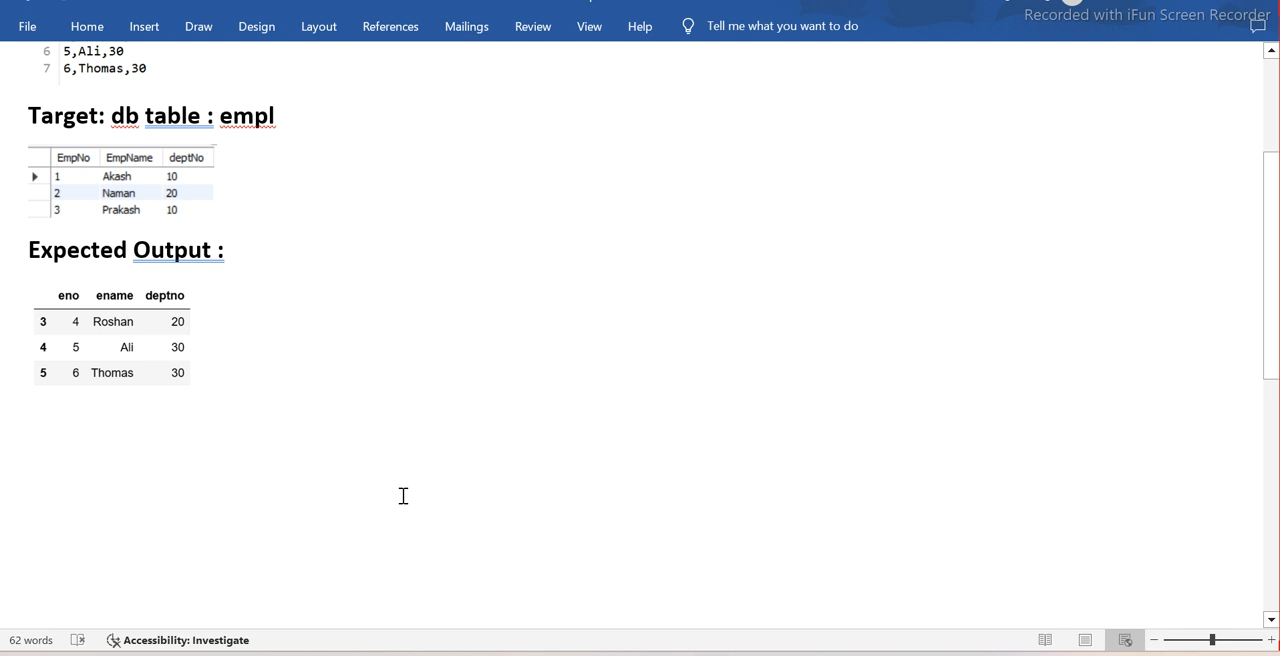 Recorded with iFun Screen Recorder
File Home Insert Draw Design Layout References Mailings Review View Help Tell me what you want to do
6 5,Ali,30
7 6,Thomas,30
Target: db table : empl
EmpNo EmpName deptNo
1 Akash 10
2 Naman 20
3 Prakash 10
Expected Output :
eno ename deptno
3 4 Roshan 20
4 5 Ali 30
5 6 Thomas 30
62 words Accessibility: Investigate